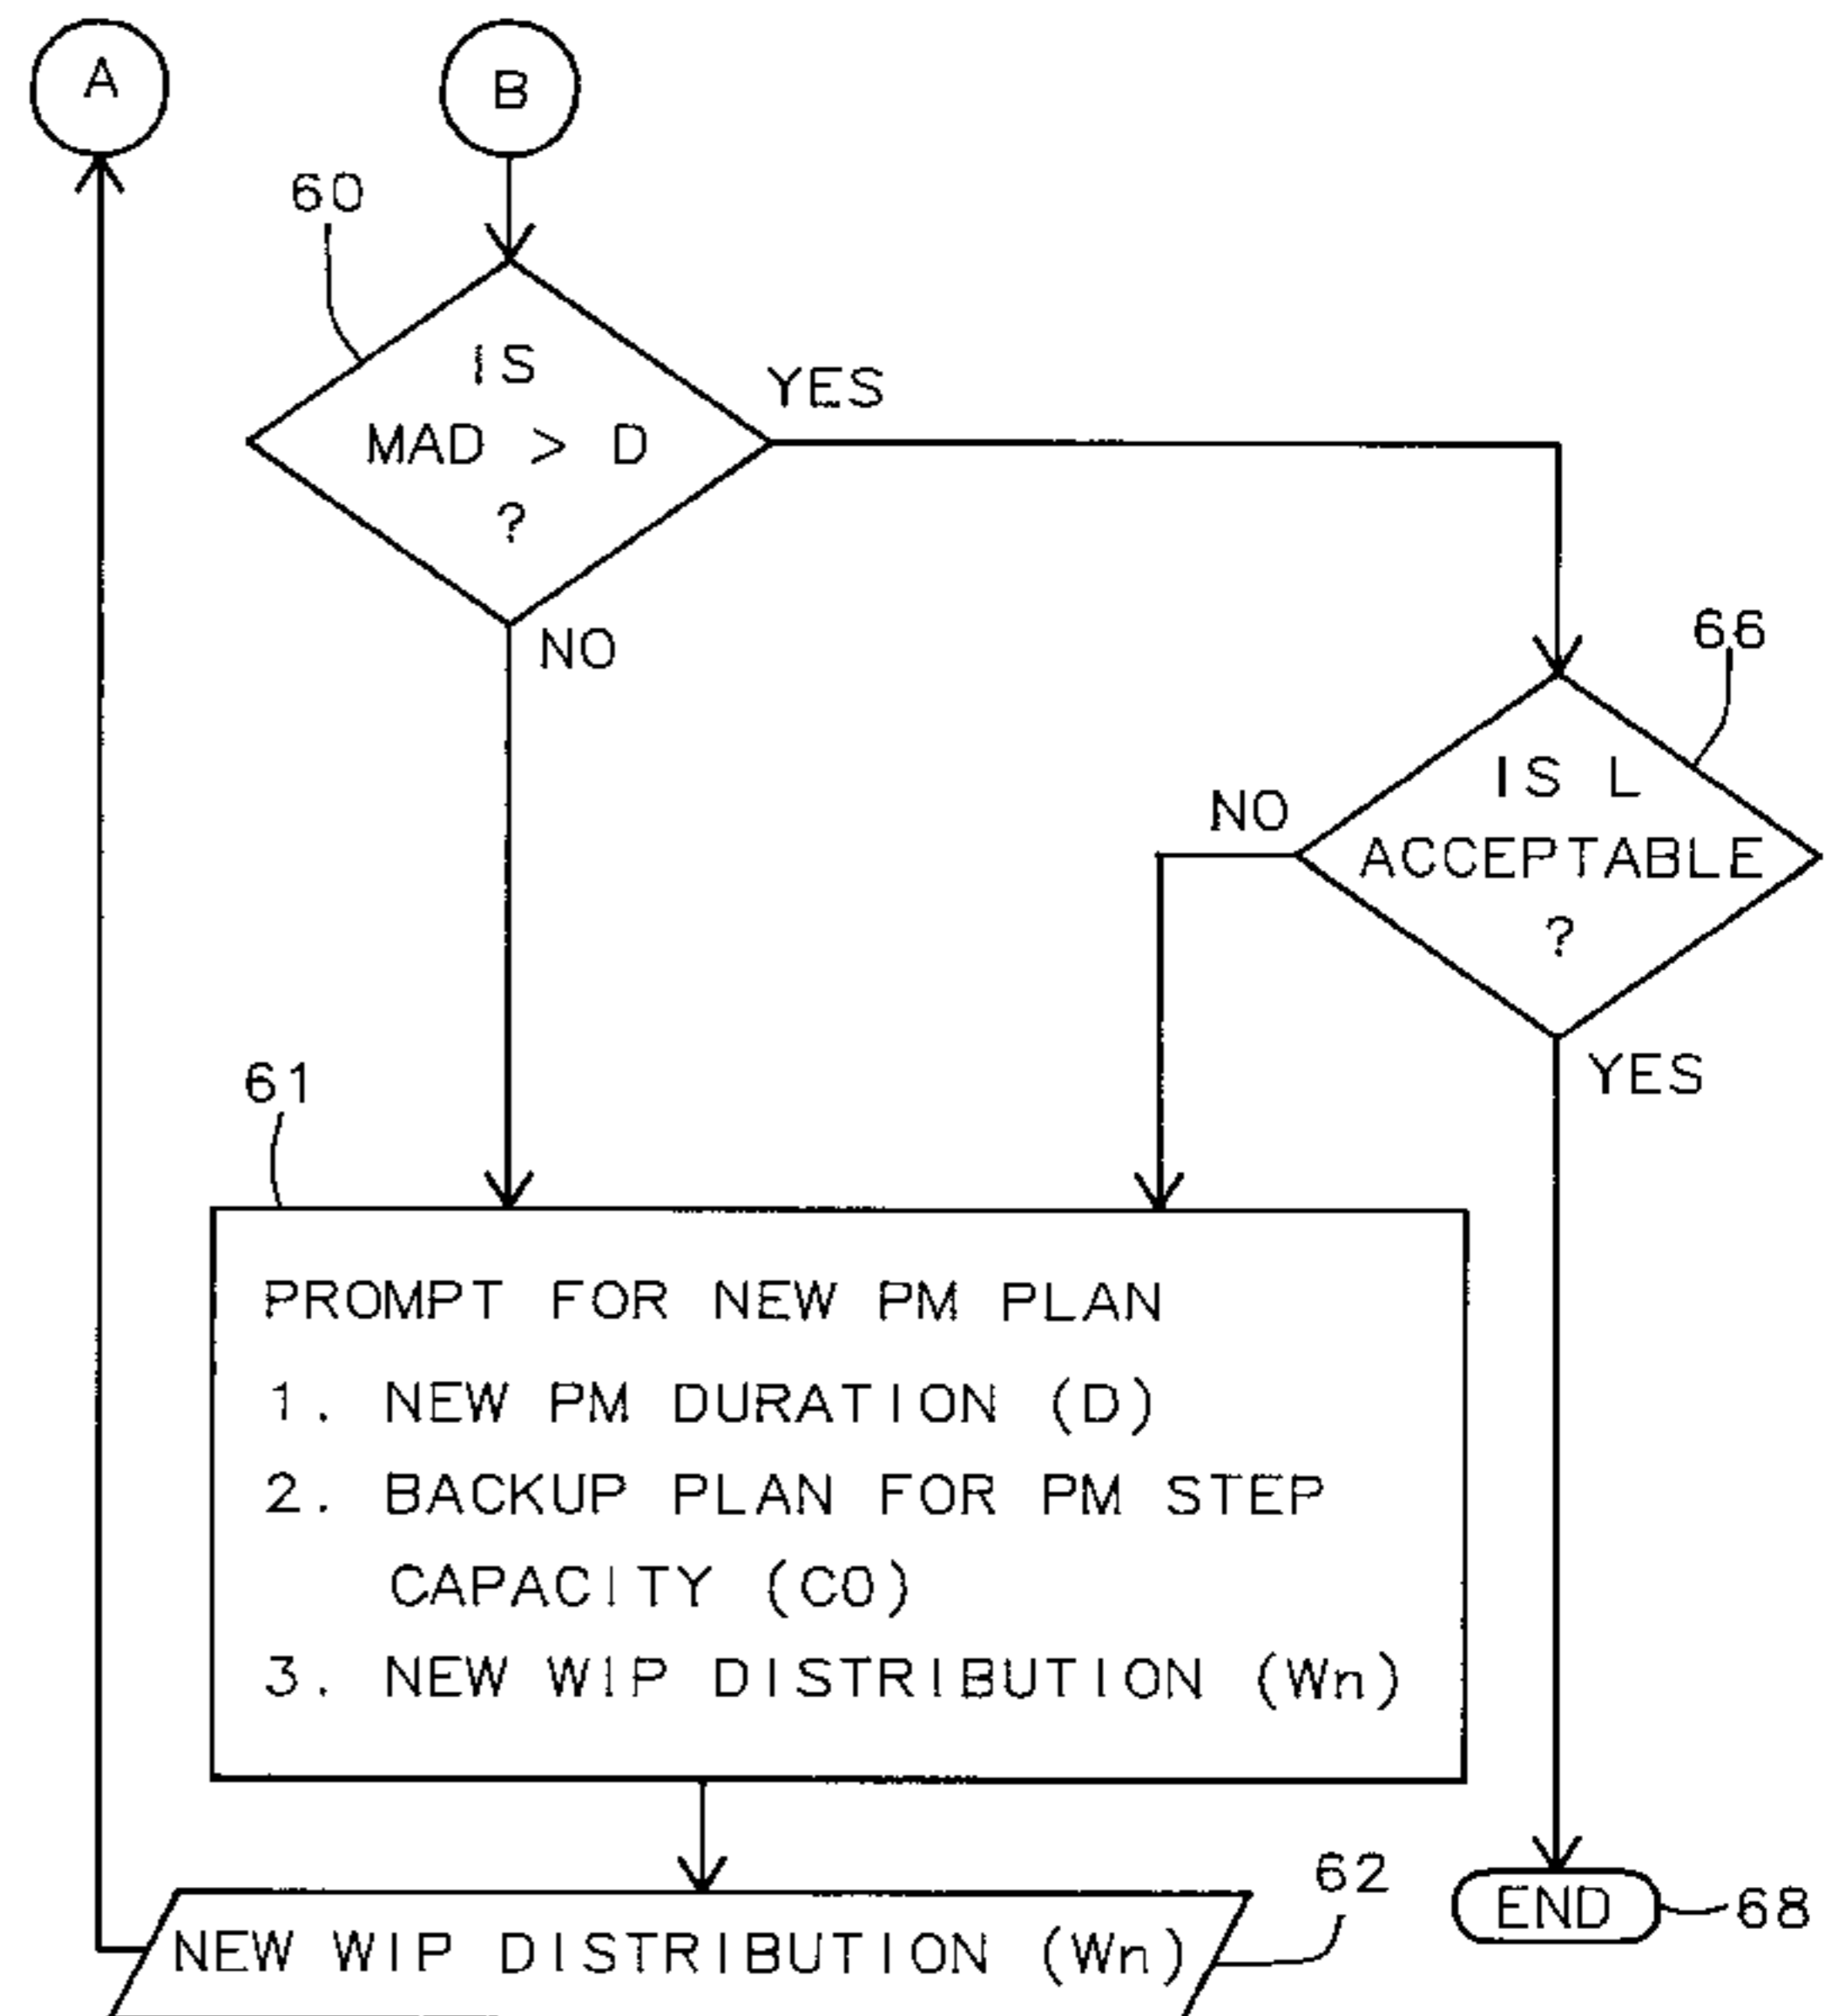 A
B
60
IS
MAD > D
?
YES
NO
66
IS L
ACCEPTABLE
?
NO
YES
61
PROMPT FOR NEW PM PLAN
1. NEW PM DURATION (D)
2. BACKUP PLAN FOR PM STEP
CAPACITY (C0)
3. NEW WIP DISTRIBUTION (Wn)
62
NEW WIP DISTRIBUTION (Wn)
END
68